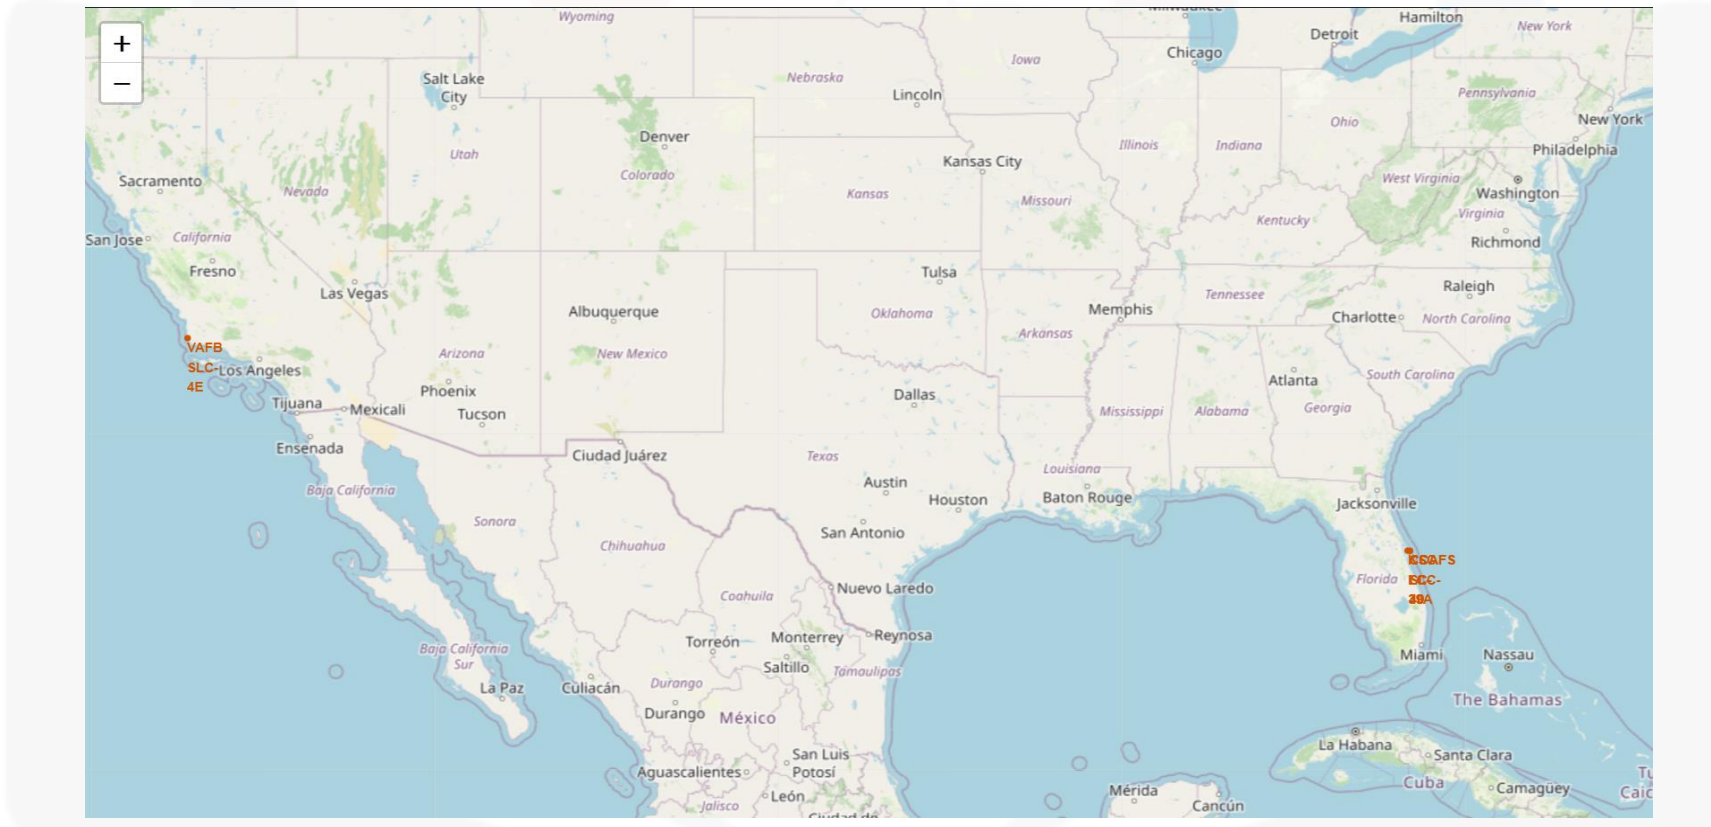 +
−
Wyoming
Milwaukee
Hamilton
New York
Detroit
Chicago
Iowa
Salt Lake
City
Nebraska
Lincoln
Pennsylvania
New York
Ohio
Denver
Utah
Illinois
Indiana
Philadelphia
Kansas City
Colorado
Sacramento
Nevada
Kansas
Missouri
West Virginia
Washington
Kentucky
Virginia
San Jose
California
Richmond
Fresno
Tulsa
Las Vegas
Raleigh
Tennessee
Albuquerque
Oklahoma
Memphis
Charlotte
North Carolina
Arkansas
VAFB
SLC-
4E
Los Angeles
Arizona
New Mexico
Atlanta
South Carolina
Phoenix
Dallas
Tijuana
Mexicali
Tucson
Mississippi
Alabama
Georgia
Ensenada
Ciudad Juárez
Texas
Louisiana
Baja California
Austin
Houston
Baton Rouge
Jacksonville
Sonora
San Antonio
Chihuahua
Florida
Coahuila
Nuevo Laredo
Torreón
Monterrey
Reynosa
Baja California
Sur
Saltillo
Tamaulipas
Miami
Nassau
La Paz
Culiacán
Durango
Durango
México
The Bahamas
La Habana
Santa Clara
San Luis
Potosí
Aguascalientes
Cuba
Camagüey
León
Jalisco
Mérida
Cancún